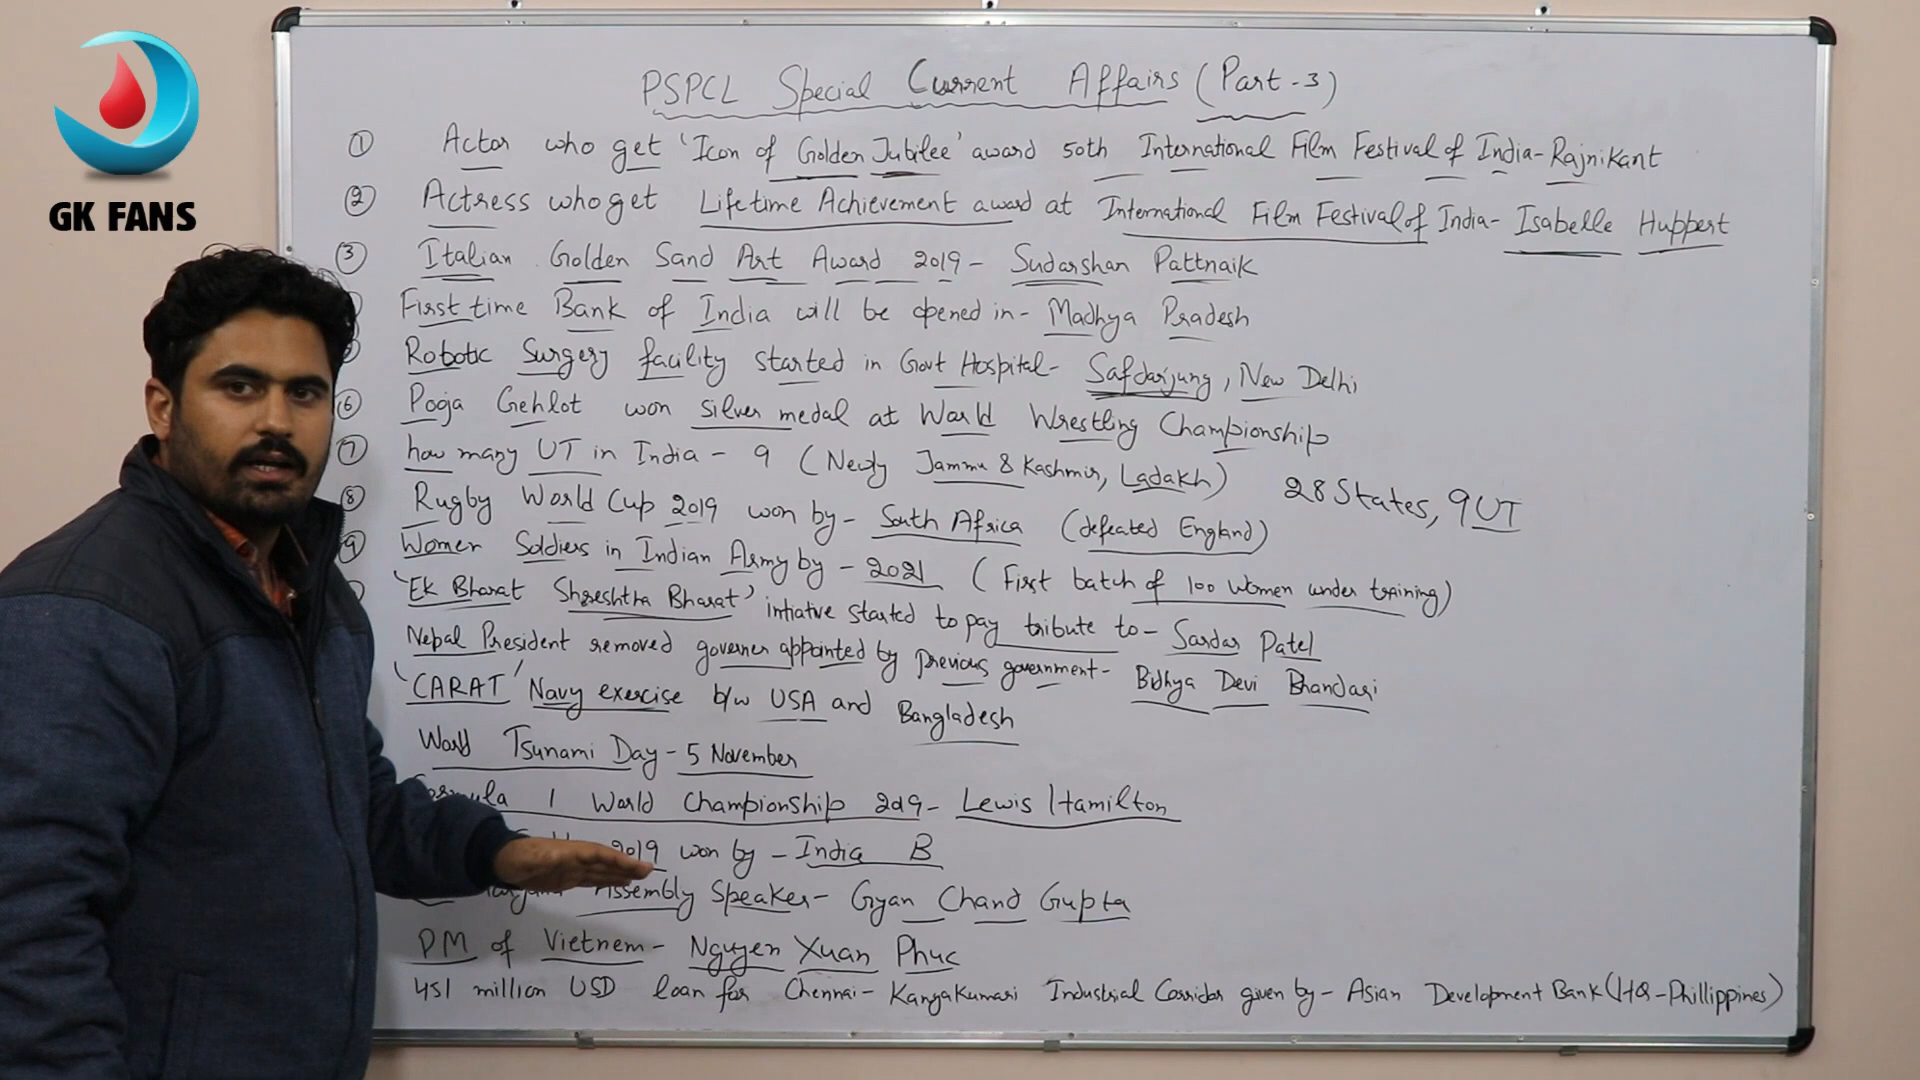 GK FANS
PSPCL Special Current Affairs (Part-3)
① Actor who get 'Icon of Golden Jubilee' award 50th International Film Festival of India- Rajnikant
② Actress who get Lifetime Achievement award at International Film Festival of India- Isabelle Huppert
③ Italian Golden Sand Art Award 2019- Sudarshan Pattnaik
First time Bank of India will be opened in- Madhya Pradesh
Robotic Surgery facility started in Govt Hospital- Safdarjung, New Delhi
⑥ Pooja Gehlot won silver medal at World Wrestling Championship
⑦ how many UT in India - 9 (Newly Jammu & Kashmir, Ladakh) 28 States, 9 UT
⑧ Rugby World Cup 2019 won by- South Africa (defeated England)
⑨ Women Soldiers in Indian Army by - 2021 (First batch of 100 women under training)
'EK Bharat Shreshtha Bharat' intiative started to pay tribute to- Sardar Patel
Nepal President removed governer appointed by previous government- Bidhya Devi Bhandari
'CARAT' Navy exercise b/w USA and Bangladesh
World Tsunami Day- 5 November
Formula 1 World Championship 2019- Lewis Hamilton
2019 won by - India B
Assembly Speaker- Gyan Chand Gupta
PM of Vietnem- Nguyen Xuan Phuc
451 million USD loan for Chennai- Kanyakumari Industrial Corridor given by- Asian Development Bank (HQ-Phillippines)